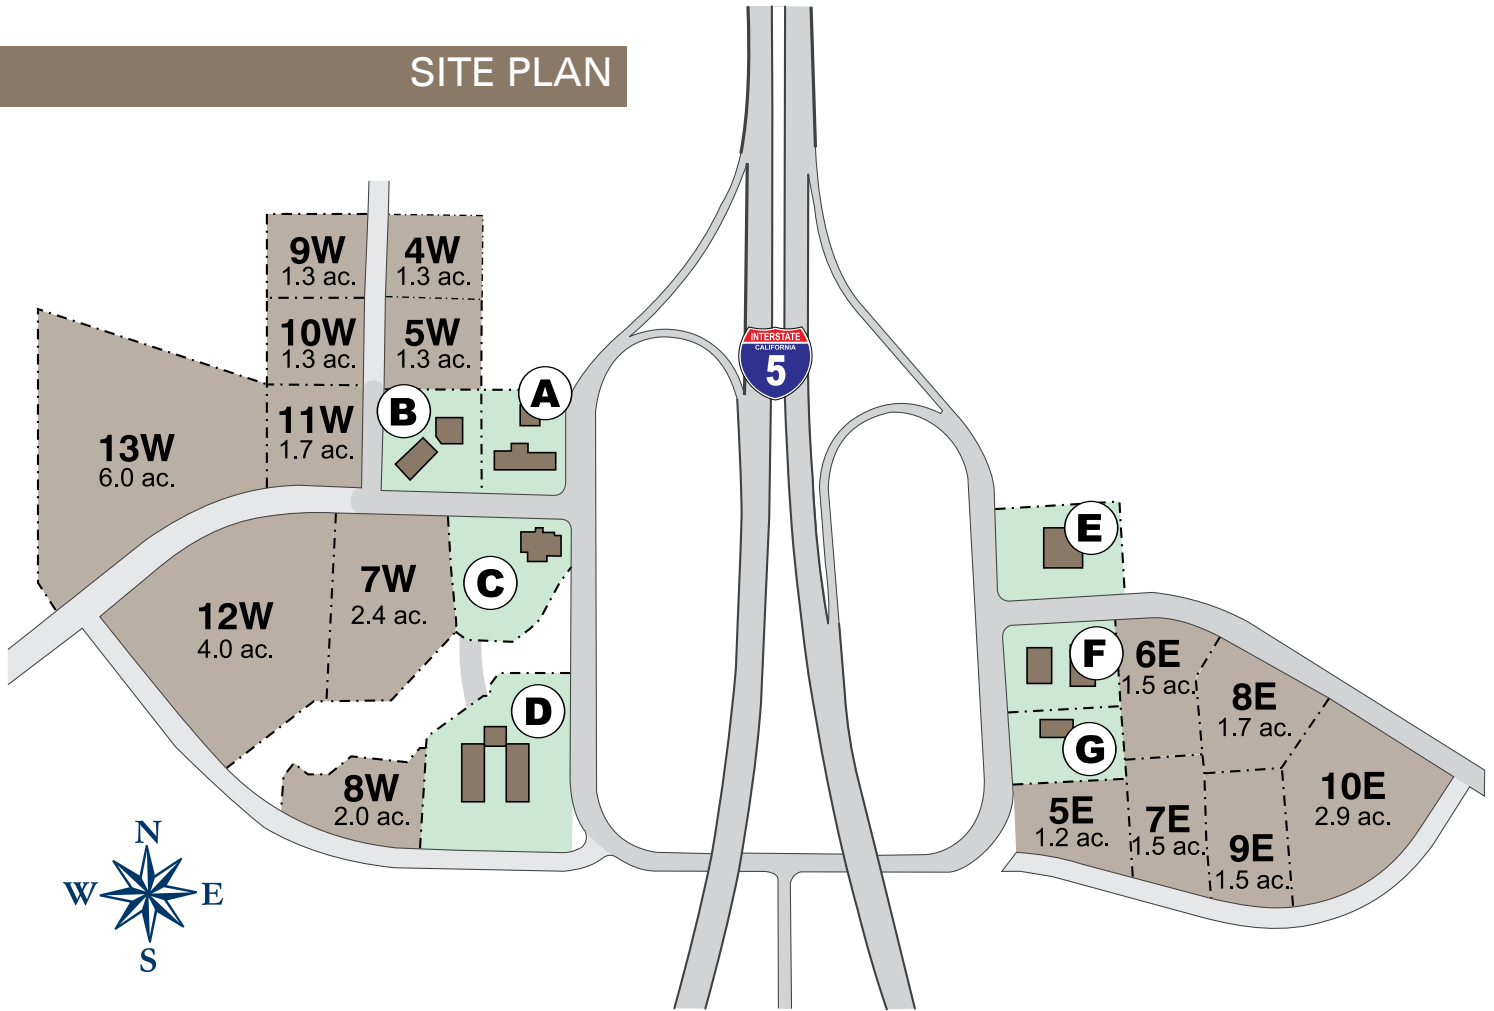 SITE PLAN
9W
1.3 ac.
4W
1.3 ac.
10W
1.3 ac.
5W
1.3 ac.
INTERSTATE
CALIFORNIA
5
A
B
11W
1.7 ac.
13W
6.0 ac.
E
C
7W
2.4 ac.
12W
4.0 ac.
F
6E
1.5 ac.
D
8E
1.7 ac.
G
8W
2.0 ac.
5E
1.2 ac.
7E
1.5 ac.
9E
1.5 ac.
10E
2.9 ac.
N
W
E
S